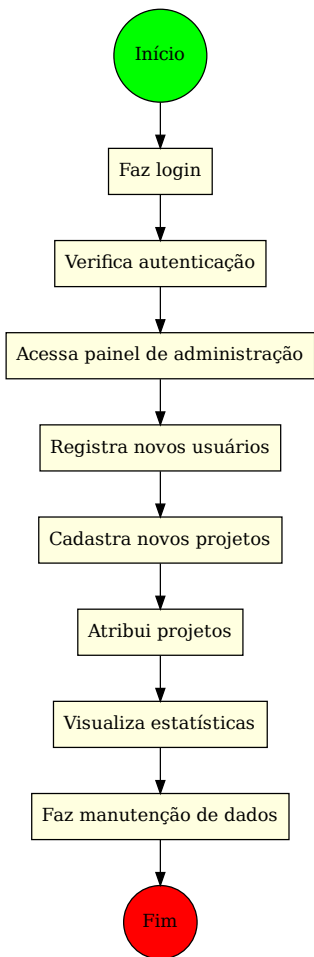 Início
Faz login
Verifica autenticação
Acessa painel de administração
Registra novos usuários
Cadastra novos projetos
Atribui projetos
Visualiza estatísticas
Faz manutenção de dados
Fim